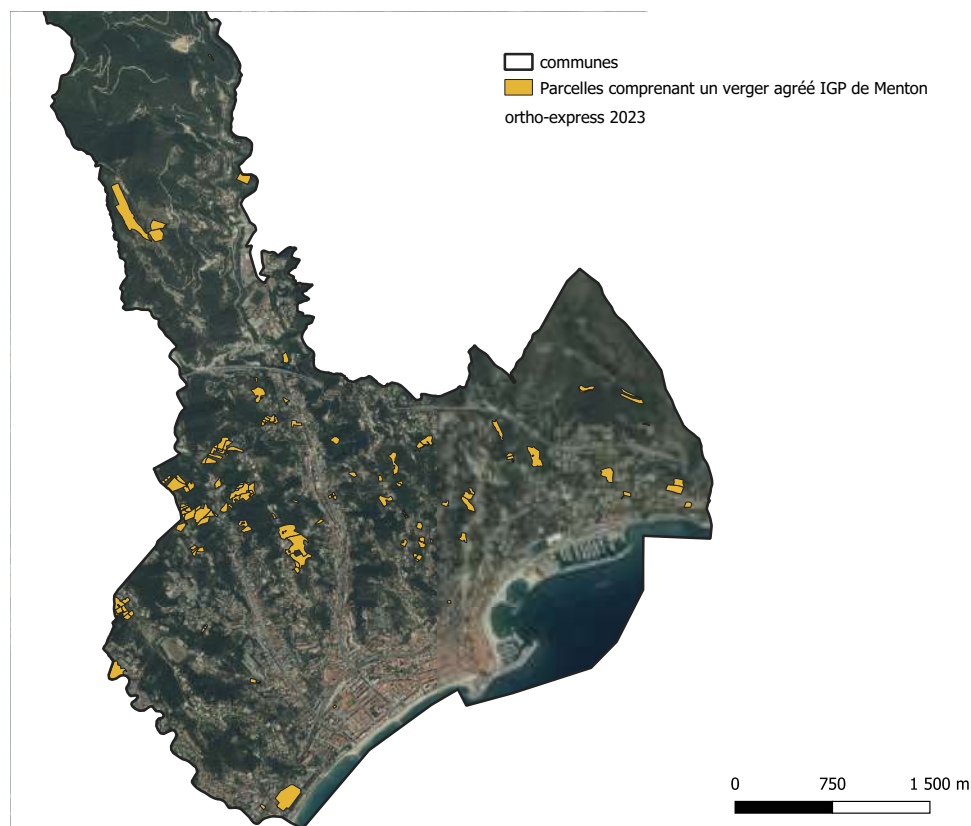 communes
Parcelles comprenant un verger agréé IGP de Menton
ortho-express 2023
0 750 1 500 m